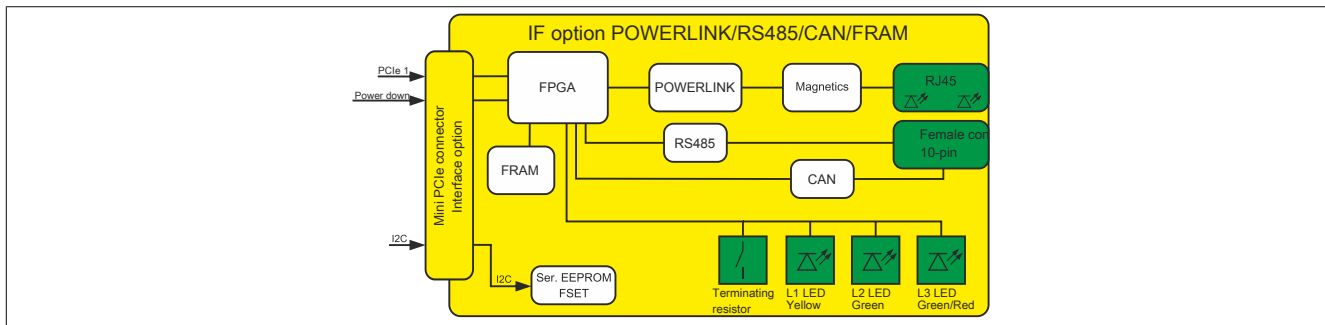 IF option POWERLINK/RS485/CAN/FRAM
PCIe 1
Power down
I2C
Mini PCIe connector
Interface option
FPGA
POWERLINK
Magnetics
RJ45
RS485
Female con
10-pin
FRAM
CAN
I2C
Ser. EEPROM
FSET
Terminating
resistor
L1 LED
Yellow
L2 LED
Green
L3 LED
Green/Red